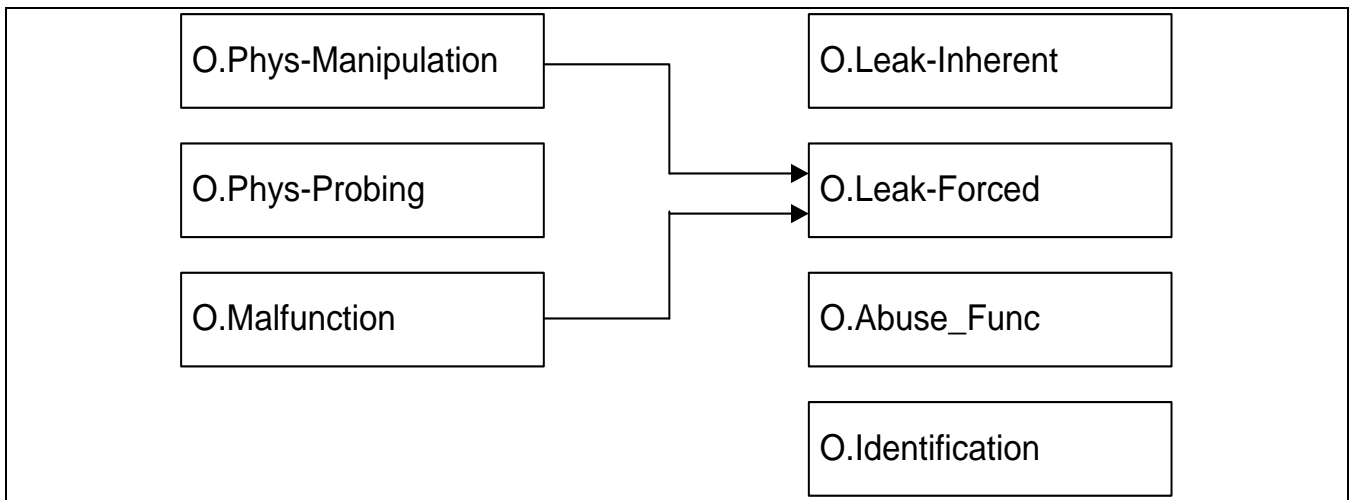 O.Phys-Manipulation
O.Leak-Inherent
O.Phys-Probing
O.Leak-Forced
O.Malfunction
O.Abuse_Func
O.Identification